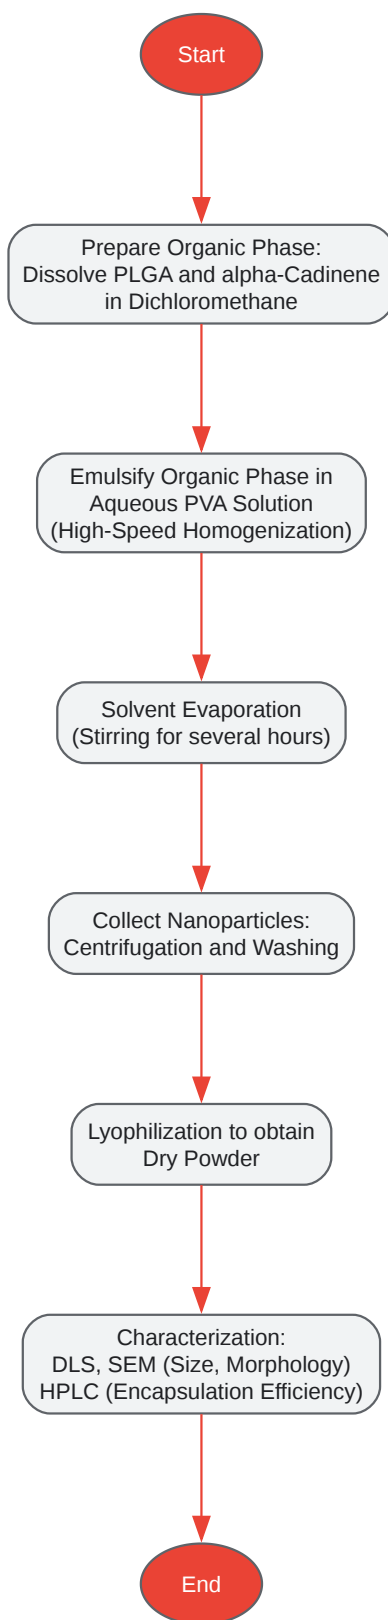 Start
Prepare Organic Phase:
Dissolve PLGA and alpha-Cadinene
in Dichloromethane
Emulsify Organic Phase in
Aqueous PVA Solution
(High-Speed Homogenization)
Solvent Evaporation
(Stirring for several hours)
Collect Nanoparticles:
Centrifugation and Washing
Lyophilization to obtain
Dry Powder
Characterization:
DLS, SEM (Size, Morphology)
HPLC (Encapsulation Efficiency)
End